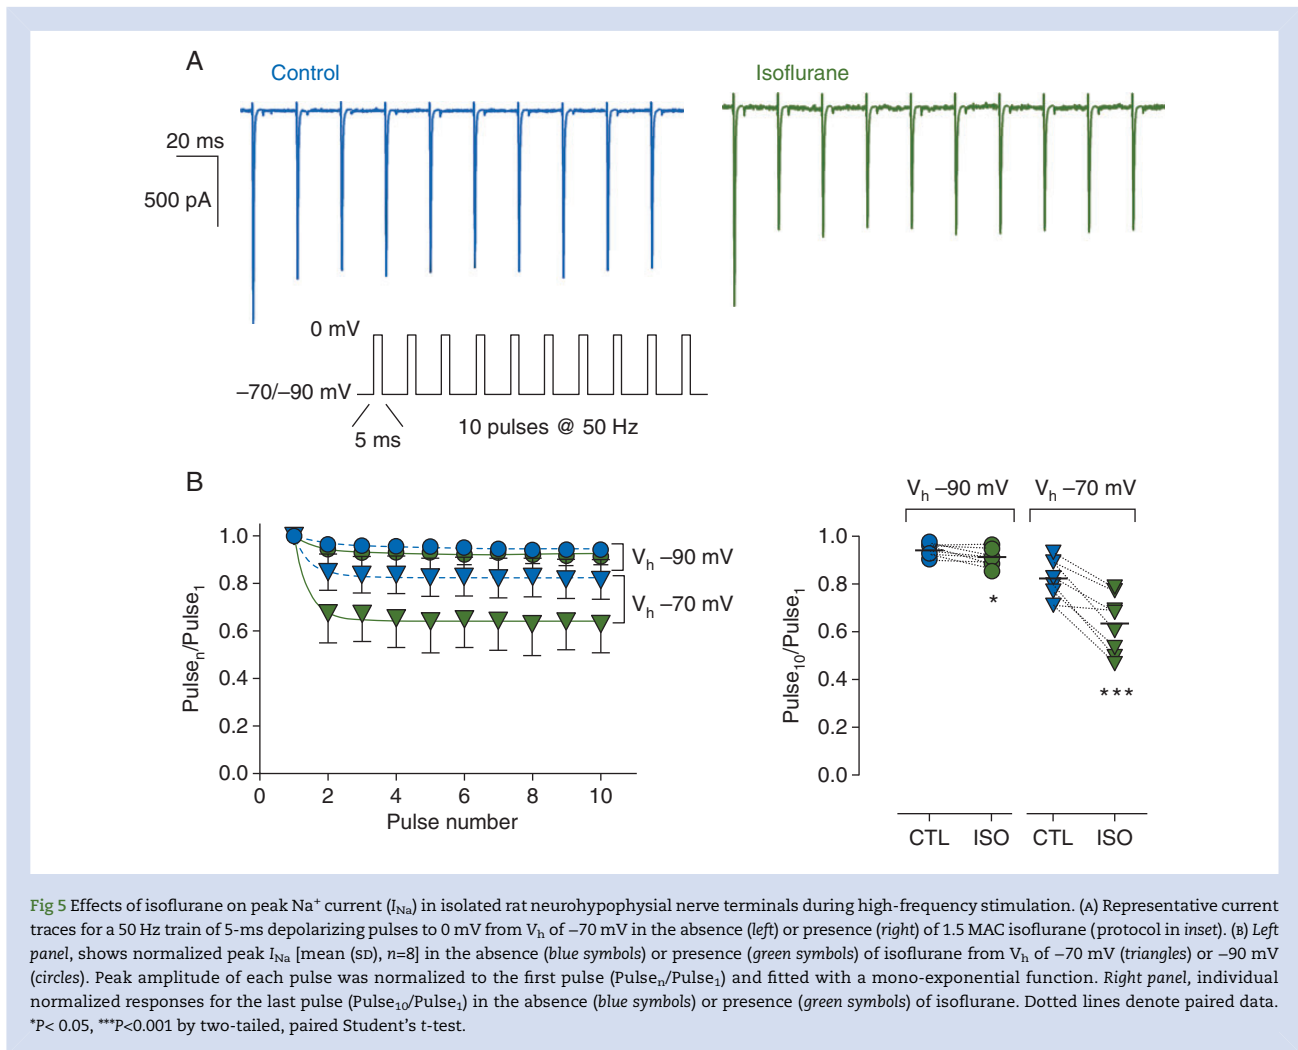 A
Control
Isoflurane
20 ms
500 pA
0 mV
–70/–90 mV
5 ms
10 pulses @ 50 Hz
B
Pulsen/Pulse1
1.0
0.8
0.6
0.4
0.2
0.0
0 2 4 6 8 10
Pulse number
Vh –90 mV
Vh –70 mV
Vh –90 mV Vh –70 mV
Pulse10/Pulse1
1.0
0.8
0.6
0.4
0.2
0.0
*
***
CTL ISO CTL ISO
Fig 5 Effects of isoflurane on peak Na+ current (INa) in isolated rat neurohypophysial nerve terminals during high-frequency stimulation. (A) Representative current
traces for a 50 Hz train of 5-ms depolarizing pulses to 0 mV from Vh of −70 mV in the absence (left) or presence (right) of 1.5 MAC isoflurane (protocol in inset). (B) Left
panel, shows normalized peak INa [mean (SD), n=8] in the absence (blue symbols) or presence (green symbols) of isoflurane from Vh of −70 mV (triangles) or −90 mV
(circles). Peak amplitude of each pulse was normalized to the first pulse (Pulsen/Pulse1) and fitted with a mono-exponential function. Right panel, individual
normalized responses for the last pulse (Pulse10/Pulse1) in the absence (blue symbols) or presence (green symbols) of isoflurane. Dotted lines denote paired data.
*P< 0.05, ***P<0.001 by two-tailed, paired Student's t-test.